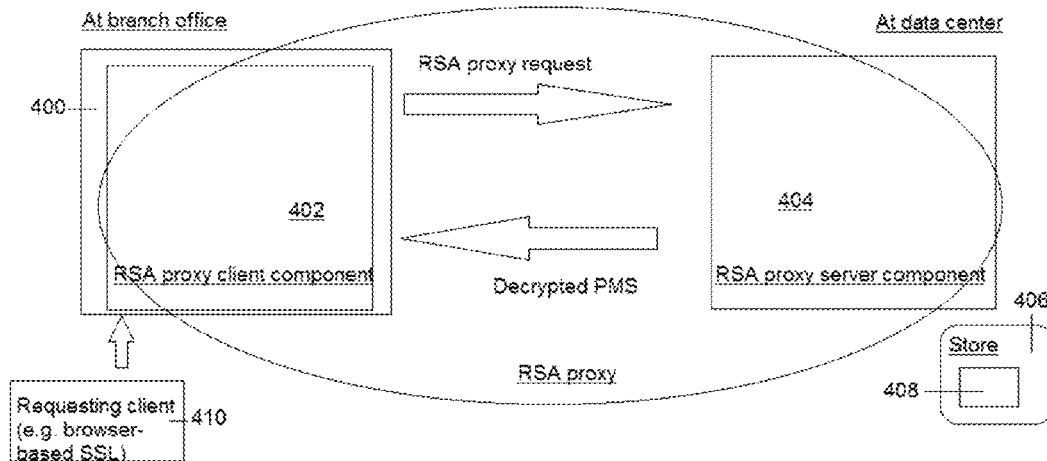 At branch office
At data center
RSA proxy request
400
402
404
RSA proxy client component
RSA proxy server component
Decrypted PMS
406
Store
408
RSA proxy
Requesting client
(e.g. browser-
based SSL)
410